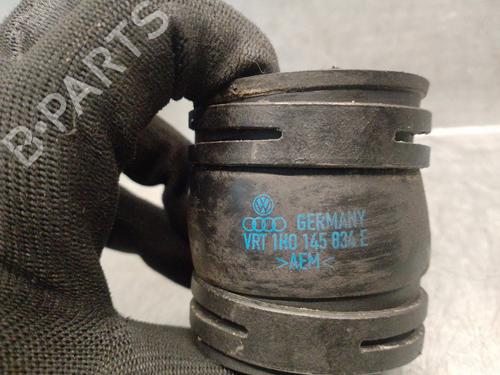 B-PARTS
GERMANY
VRT 1H0 145 834 E
>AEM<